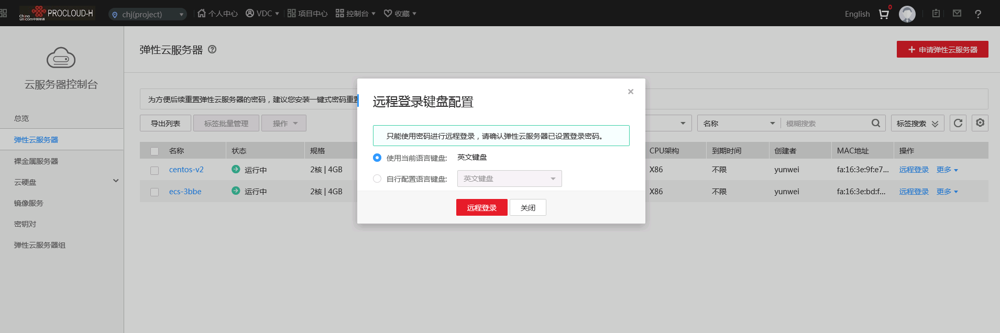 China unicom中国联通 PROCLOUD-H chj(project) 个人中心 VDC 项目中心 控制台 收藏 English 0
弹性云服务器
申请弹性云服务器
云服务器控制台
为方便后续重置弹性云服务器的密码，建议您安装一键式密码重置
导出列表 标签批量管理 操作 名称 模糊搜索 标签搜索
总览
弹性云服务器
裸金属服务器
云硬盘
镜像服务
密钥对
弹性云服务器组
名称 状态 规格 CPU架构 到期时间 创建者 MAC地址 操作
centos-v2 运行中 2核 | 4GB X86 不限 yunwei fa:16:3e:9f:e7... 远程登录 更多
ecs-3bbe 运行中 2核 | 4GB X86 不限 yunwei fa:16:3e:bd:f... 远程登录 更多
远程登录键盘配置
只能使用密码进行远程登录，请确认弹性云服务器已设置登录密码。
使用当前语言键盘: 英文键盘
自行配置语言键盘: 英文键盘
远程登录 关闭